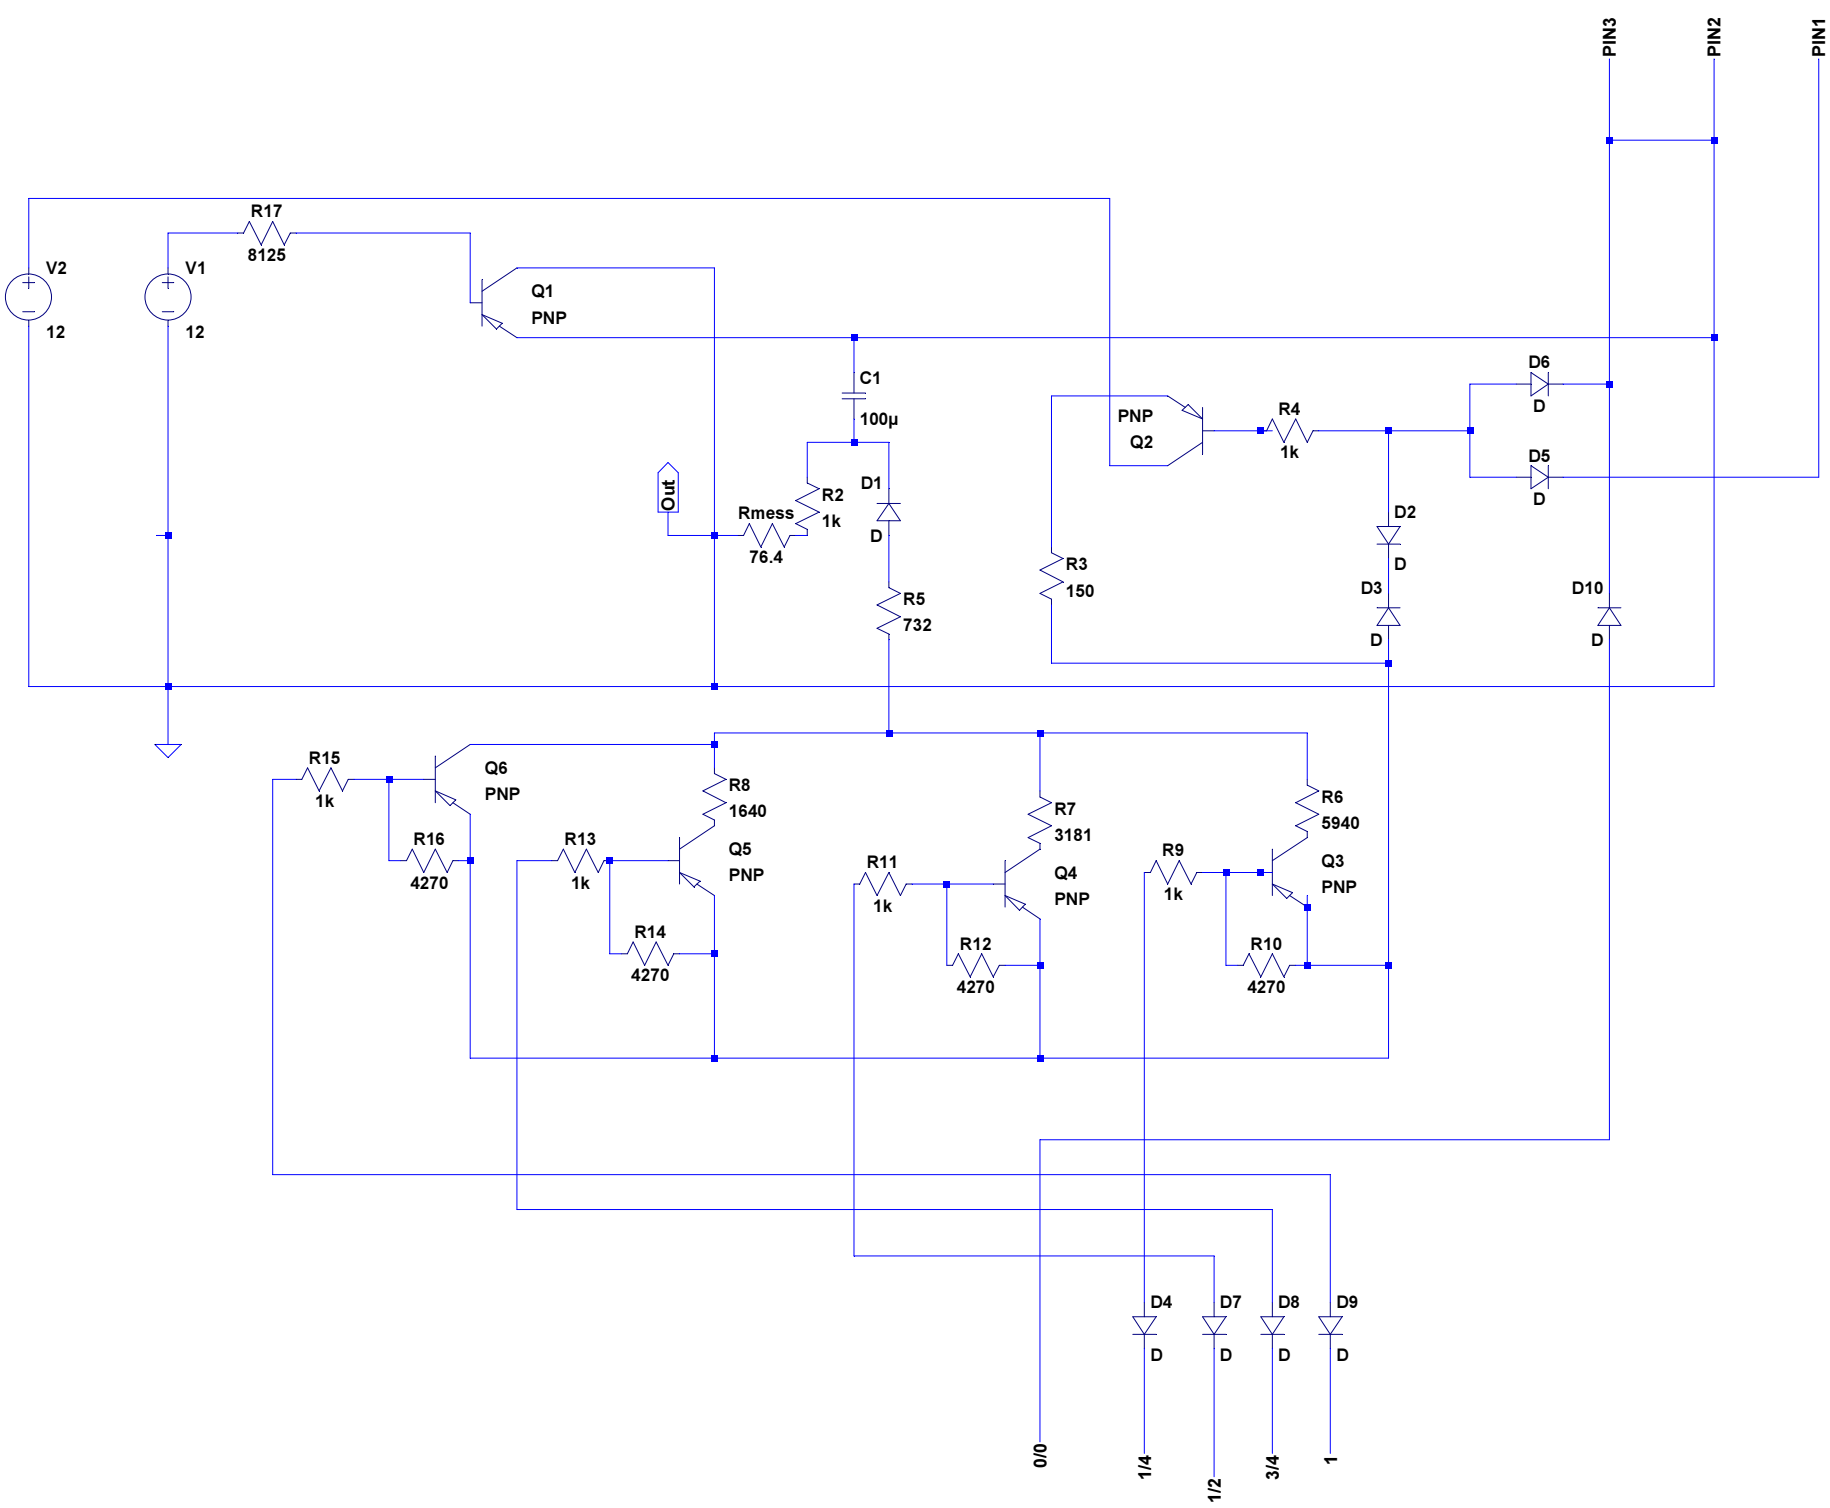 PIN3
PIN2
PIN1
R17
8125
V2
12
V1
12
Q1
PNP
C1
100µ
D6
D
PNP
Q2
R4
1k
D5
D
Out
Rmess
76.4
R2
1k
D1
D
D2
D
R3
150
D3
D
D10
D
R5
732
R15
1k
Q6
PNP
R16
4270
R8
1640
R13
1k
Q5
PNP
R14
4270
R7
3181
R11
1k
Q4
PNP
R12
4270
R6
5940
R9
1k
Q3
PNP
R10
4270
D4
D
D7
D
D8
D
D9
D
0/0
1/4
1/2
3/4
1